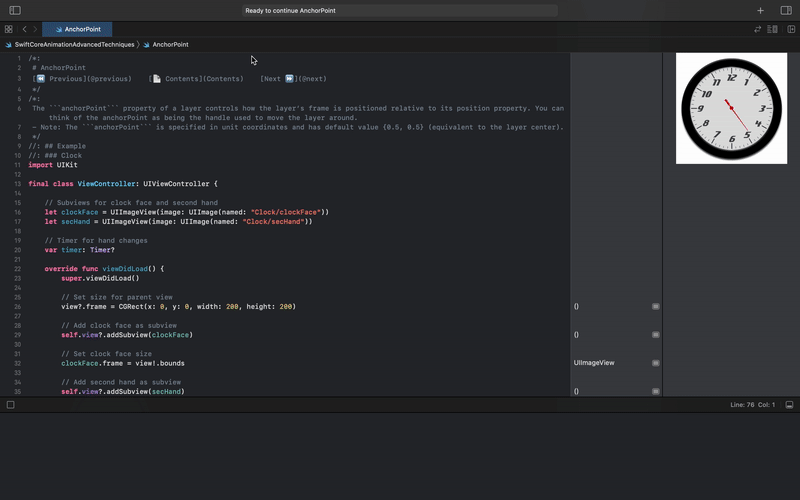 Ready to continue AnchorPoint
AnchorPoint
SwiftCoreAnimationAdvancedTechniques 〉 AnchorPoint
1 /*:
2 # AnchorPoint
3 [⏪ Previous](@previous) [📄 Contents](Contents) [Next ⏩](@next)
4 */
5 /*:
6 The ```anchorPoint``` property of a layer controls how the layer's frame is positioned relative to its position property. You can
think of the anchorPoint as being the handle used to move the layer around.
7 – Note: The ```anchorPoint``` is specified in unit coordinates and has default value {0.5, 0.5} (equivalent to the layer center).
8 */
9 //: ## Example
10 //: ### Clock
11 import UIKit
12
13 final class ViewController: UIViewController {
14
15 // Subviews for clock face and second hand
16 let clockFace = UIImageView(image: UIImage(named: "Clock/clockFace"))
17 let secHand = UIImageView(image: UIImage(named: "Clock/secHand"))
18
19 // Timer for hand changes
20 var timer: Timer?
21
22 override func viewDidLoad() {
23 super.viewDidLoad()
24
25 // Set size for parent view
26 view?.frame = CGRect(x: 0, y: 0, width: 200, height: 200) ()
27
28 // Add clock face as subview
29 self.view?.addSubview(clockFace) ()
30
31 // Set clock face size
32 clockFace.frame = view!.bounds UIImageView
33
34 // Add second hand as subview
35 self.view?.addSubview(secHand) ()
12
11 1
10 2
9 3
8 4
7 5
6
Line: 76 Col: 1